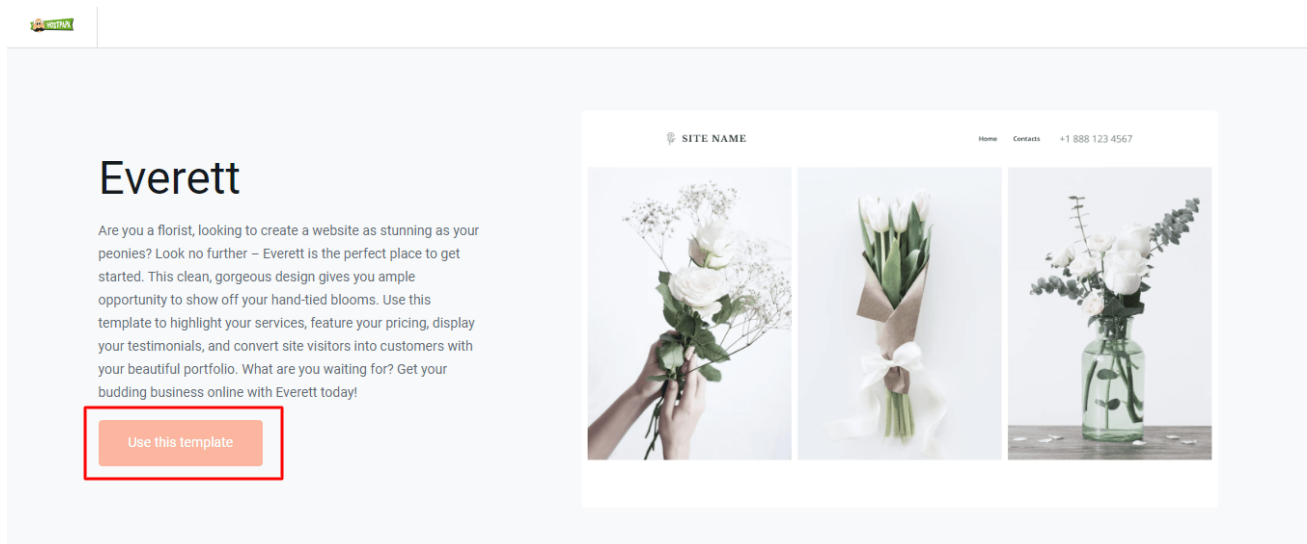 HOSTPAPA
SITE NAME
Home Contacts +1 888 123 4567
Everett
Are you a florist, looking to create a website as stunning as your
peonies? Look no further – Everett is the perfect place to get
started. This clean, gorgeous design gives you ample
opportunity to show off your hand-tied blooms. Use this
template to highlight your services, feature your pricing, display
your testimonials, and convert site visitors into customers with
your beautiful portfolio. What are you waiting for? Get your
budding business online with Everett today!
Use this template